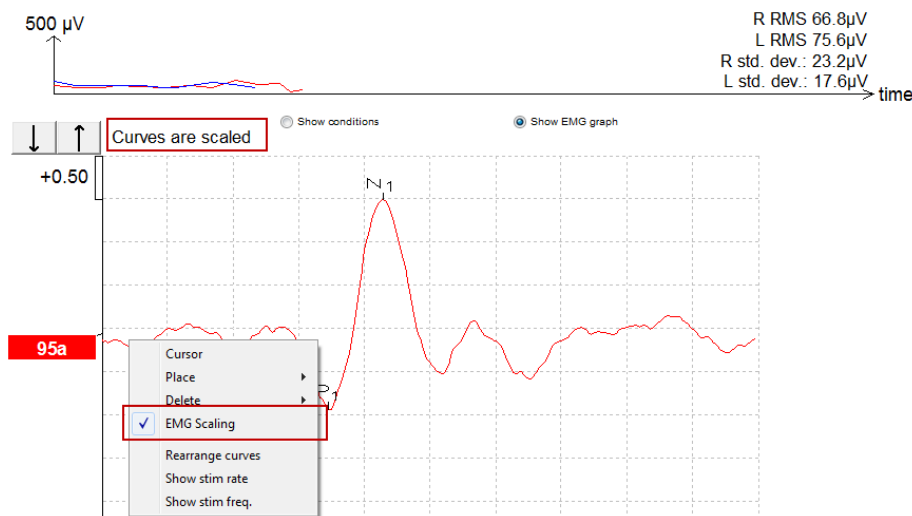 500 µV
R RMS 66.8µV
L RMS 75.6µV
R std. dev.: 23.2µV
L std. dev.: 17.6µV
time
Curves are scaled
Show conditions
Show EMG graph
+0.50
N1
95a
Cursor
Place
Delete
P1
EMG Scaling
Rearrange curves
Show stim rate
Show stim freq.